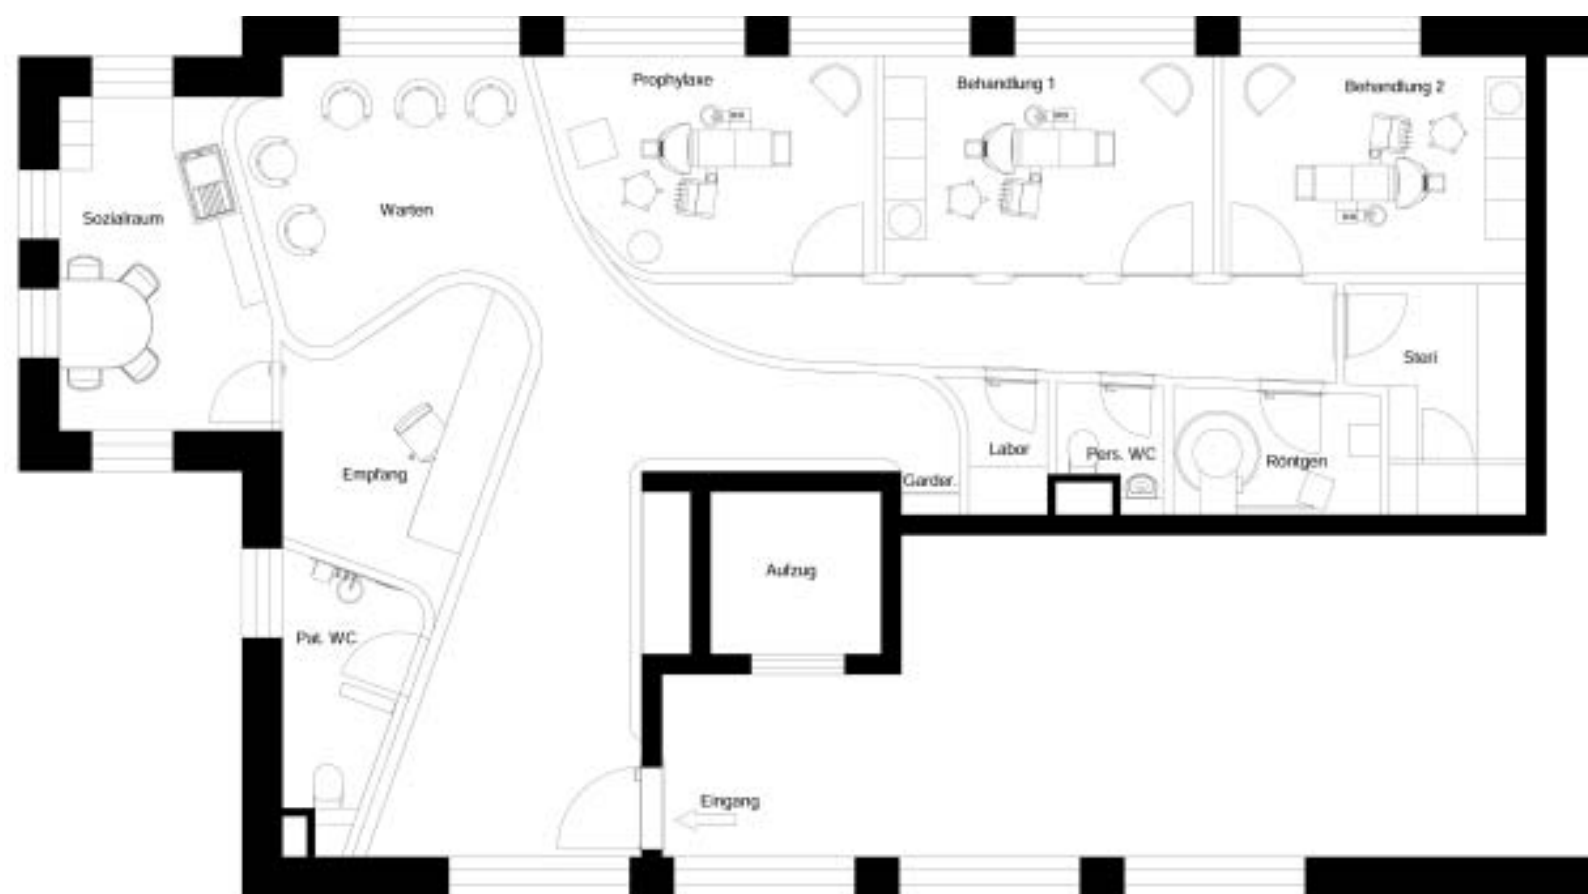 Prophylaxe
Behandlung 1
Behandlung 2
Sozialraum
Warten
Steri
Empfang
Garder.
Labor
Pers. WC
Röntgen
Aufzug
Pat. WC
Eingang